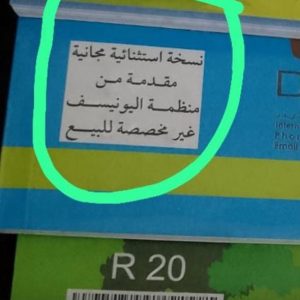 نسخة استثنائية مجانية
مقدمة من
منظمة اليونيسف
غير مخصصة للبيع
R 20